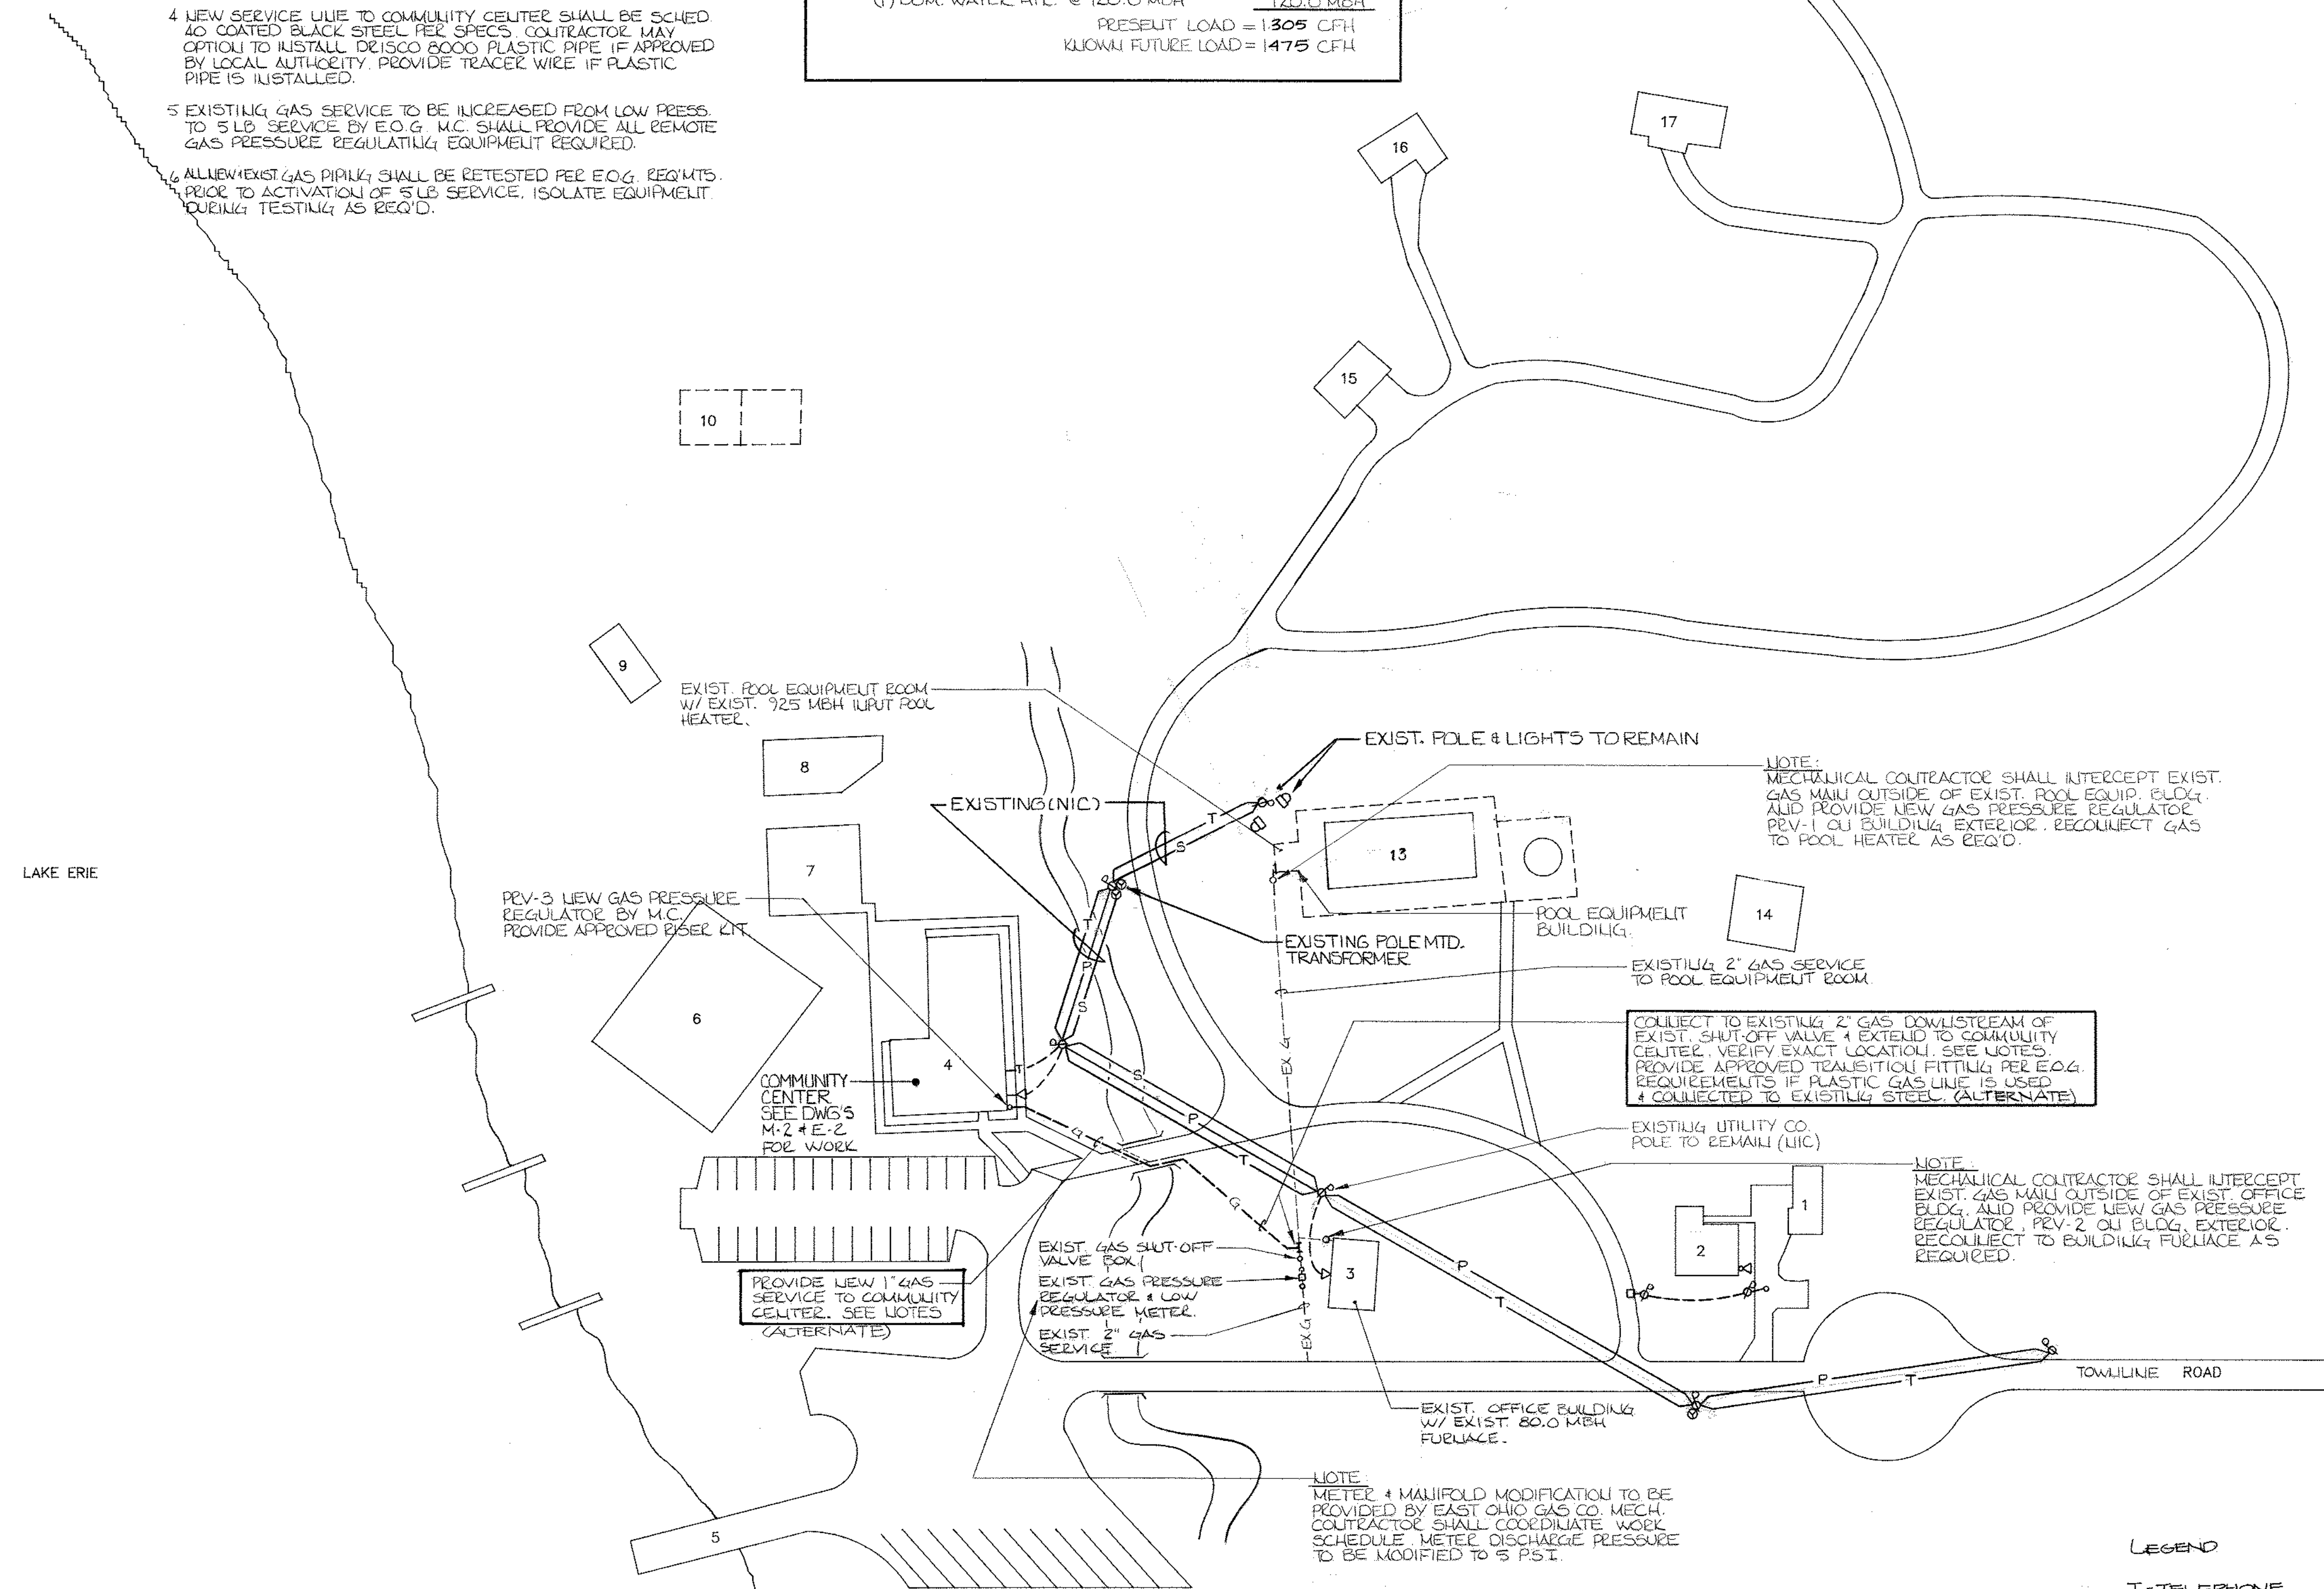 4 NEW SERVICE LINE TO COMMUNITY CENTER SHALL BE SCHED.
40 COATED BLACK STEEL PER SPECS. CONTRACTOR MAY
OPTION TO INSTALL DRISCO 8000 PLASTIC PIPE IF APPROVED
BY LOCAL AUTHORITY. PROVIDE TRACER WIRE IF PLASTIC
PIPE IS INSTALLED.
5 EXISTING GAS SERVICE TO BE INCREASED FROM LOW PRESS.
TO 5 LB SERVICE BY E.O.G. M.C. SHALL PROVIDE ALL REMOTE
GAS PRESSURE REGULATING EQUIPMENT REQUIRED.
6 ALL NEW & EXIST. GAS PIPING SHALL BE RETESTED PER E.O.G. REQ'MTS.
PRIOR TO ACTIVATION OF 5 LB SERVICE, ISOLATE EQUIPMENT
DURING TESTING AS REQ'D.
(1) DOM. WATER HTR. @ 120.0 MBH 120.0 MBH
PRESENT LOAD = 1305 CFH
KNOWN FUTURE LOAD = 1475 CFH
17
16
15
10
9
EXIST. POOL EQUIPMENT ROOM
W/ EXIST. 925 MBH INPUT POOL
HEATER.
EXIST. POLE & LIGHTS TO REMAIN
8
NOTE:
MECHANICAL CONTRACTOR SHALL INTERCEPT EXIST.
GAS MAIN OUTSIDE OF EXIST. POOL EQUIP. BLDG.
AND PROVIDE NEW GAS PRESSURE REGULATOR
PRV-1 ON BUILDING EXTERIOR. RECONNECT GAS
TO POOL HEATER AS REQ'D.
EXISTING (NIC)
T
S
13
LAKE ERIE
7
PRV-3 NEW GAS PRESSURE
REGULATOR BY M.C.
PROVIDE APPROVED RISER KIT.
14
POOL EQUIPMENT
BUILDING.
EXISTING POLE MTD.
TRANSFORMER
T
P
S
EXISTING 2" GAS SERVICE
TO POOL EQUIPMENT ROOM.
6
CONNECT TO EXISTING 2" GAS DOWNSTREAM OF
EXIST. SHUT-OFF VALVE & EXTEND TO COMMUNITY
CENTER. VERIFY EXACT LOCATION. SEE NOTES.
PROVIDE APPROVED TRANSITION FITTING PER E.O.G.
REQUIREMENTS IF PLASTIC GAS LINE IS USED
& CONNECTED TO EXISTING STEEL. (ALTERNATE)
4
T
S
EX G
COMMUNITY
CENTER
SEE DWG'S
M-2 & E-2
FOR WORK
P
G
T
EXISTING UTILITY CO.
POLE TO REMAIN (NIC)
NOTE:
MECHANICAL CONTRACTOR SHALL INTERCEPT
EXIST. GAS MAIN OUTSIDE OF EXIST. OFFICE
BLDG. AND PROVIDE NEW GAS PRESSURE
REGULATOR, PRV-2 ON BLDG. EXTERIOR.
RECONNECT TO BUILDING FURNACE AS
REQUIRED.
G
1
2
3
EXIST. GAS SHUT-OFF
VALVE BOX.
EXIST. GAS PRESSURE
REGULATOR & LOW
PRESSURE METER.
EXIST. 2" GAS
SERVICE
PROVIDE NEW 1" GAS
SERVICE TO COMMUNITY
CENTER. SEE NOTES
(ALTERNATE)
P
T
EX G
P
T
TOWNLINE ROAD
EXIST. OFFICE BUILDING
W/ EXIST. 80.0 MBH
FURNACE.
NOTE:
METER & MANIFOLD MODIFICATION TO BE
PROVIDED BY EAST OHIO GAS CO. MECH.
CONTRACTOR SHALL COORDINATE WORK
SCHEDULE. METER DISCHARGE PRESSURE
TO BE MODIFIED TO 5 P.S.I.
5
LEGEND
T - TELEPHONE